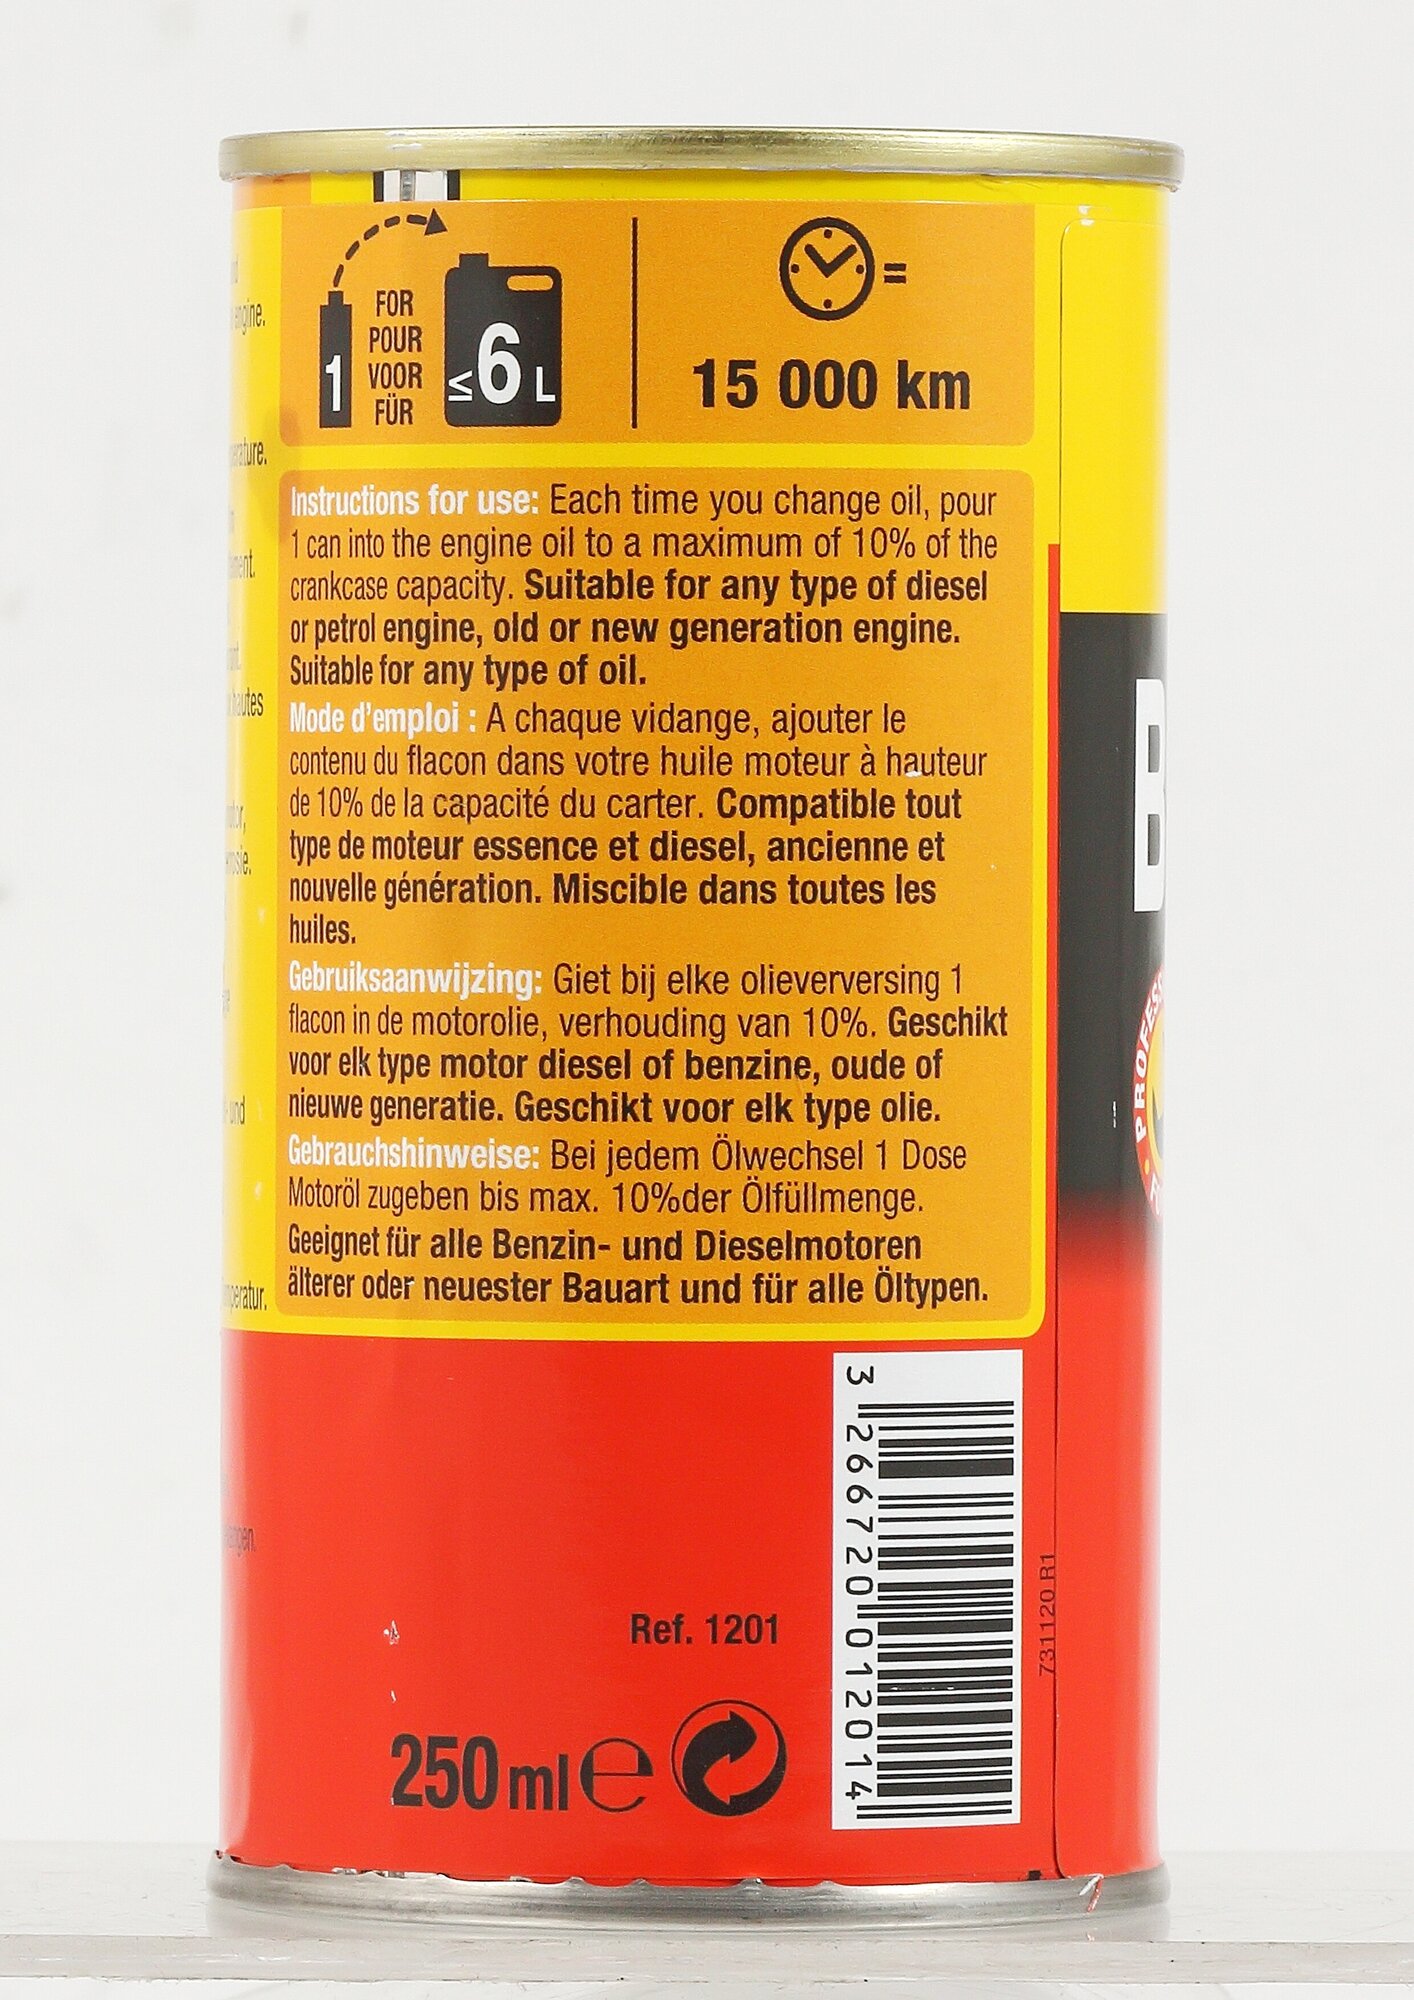 FOR
POUR
VOOR
FÜR
1
≤6 L
=
15 000 km
engine.
hautes
und
Instructions for use: Each time you change oil, pour
1 can into the engine oil to a maximum of 10% of the
crankcase capacity. Suitable for any type of diesel
or petrol engine, old or new generation engine.
Suitable for any type of oil.
Mode d'emploi : A chaque vidange, ajouter le
contenu du flacon dans votre huile moteur à hauteur
de 10% de la capacité du carter. Compatible tout
type de moteur essence et diesel, ancienne et
nouvelle génération. Miscible dans toutes les
huiles.
Gebruiksaanwijzing: Giet bij elke olieverversing 1
flacon in de motorolie, verhouding van 10%. Geschikt
voor elk type motor diesel of benzine, oude of
nieuwe generatie. Geschikt voor elk type olie.
Gebrauchshinweise: Bei jedem Ölwechsel 1 Dose
Motoröl zugeben bis max. 10%der Ölfüllmenge.
Geeignet für alle Benzin- und Dieselmotoren
älterer oder neuester Bauart und für alle Öltypen.
B
Ref. 1201
250 ml e
3 266720 012014
731120 R1